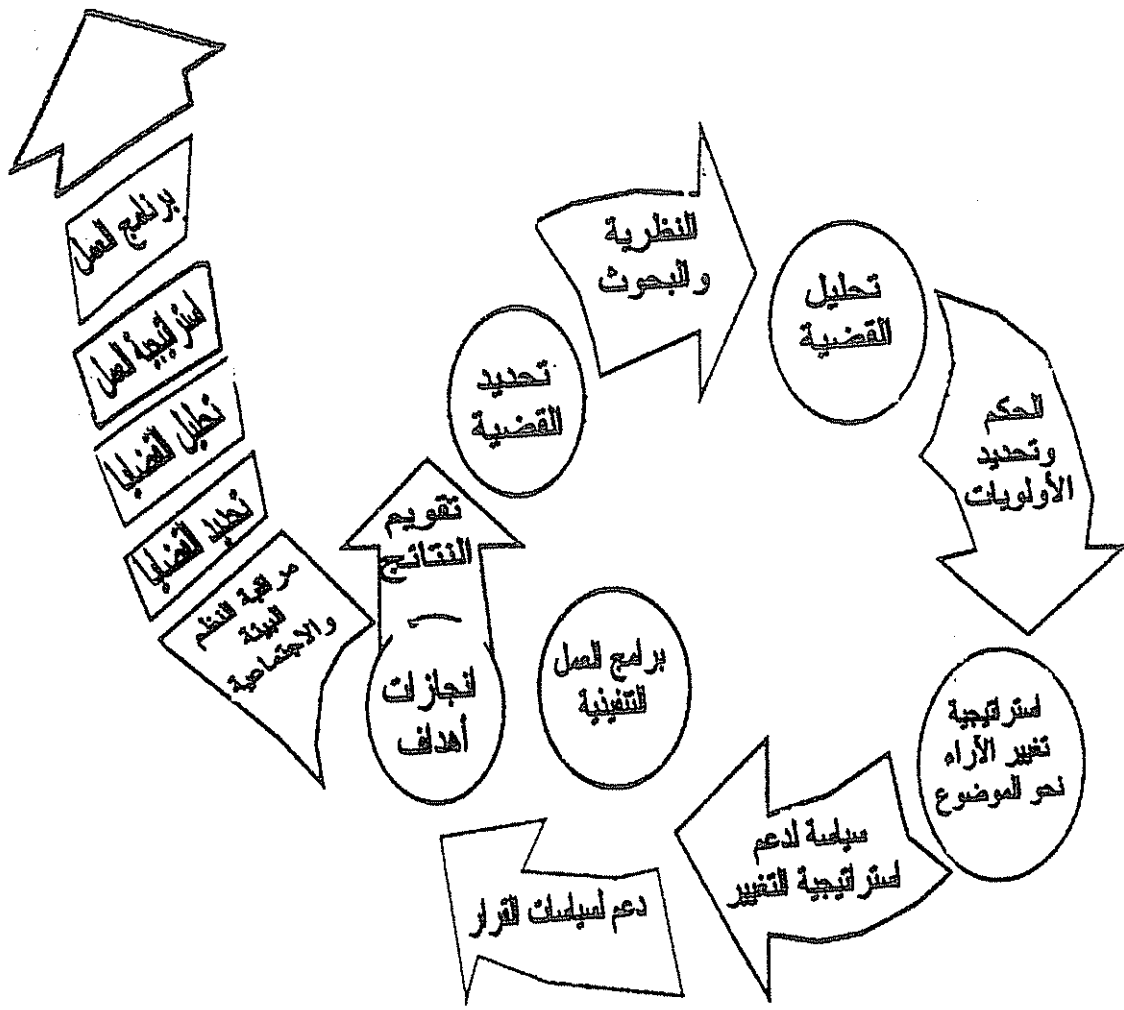 برنامج العمل
استراتيجية العمل
تحليل القضايا
تحديد القضايا
مراقبة النظم
البيئة
والاجتماعية
النظرية
والبحوث
تحليل
القضية
تحديد
القضية
الحكم
وتحديد
الأولويات
تقويم
النتائج
انجازات
أهداف
برامج العمل
التنفيذية
استراتيجية
تغيير الآراء
نحو الموضوع
سياسة لدعم
استراتيجية التغيير
دعم لسياسات القرار